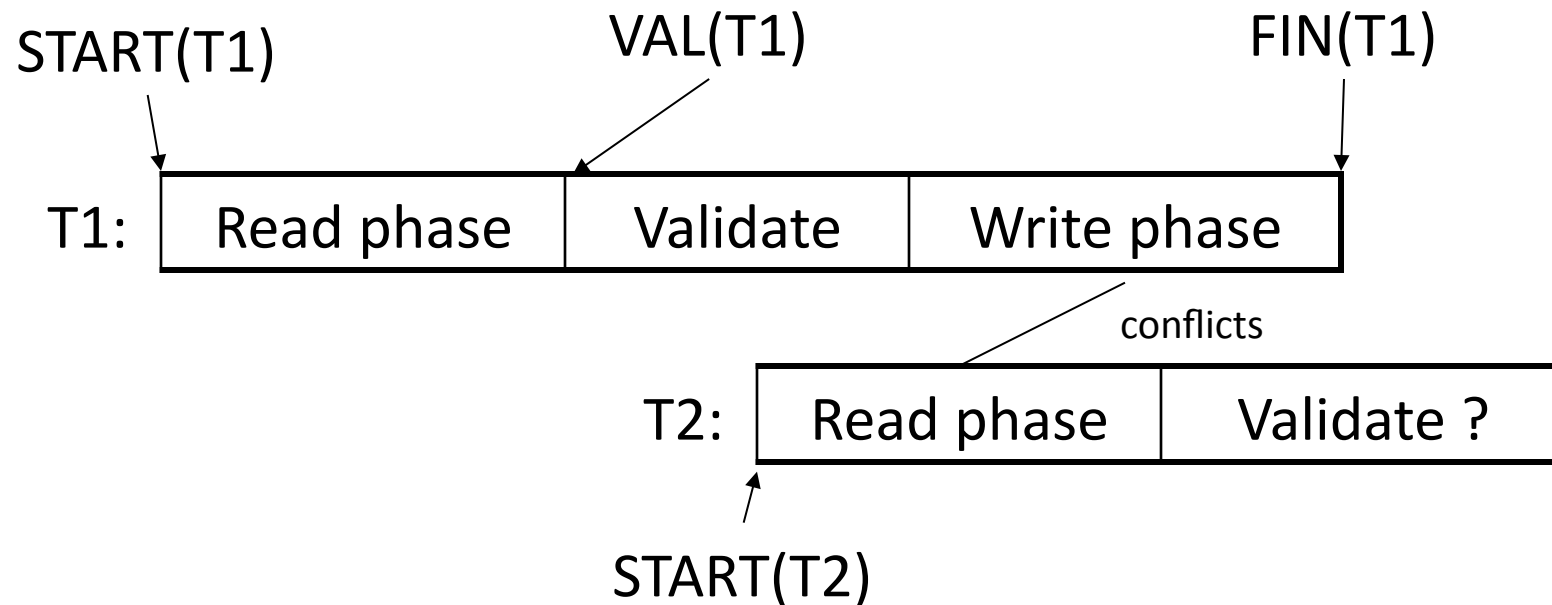 START(T1) VAL(T1) FIN(T1)
T1: Read phase Validate Write phase
conflicts
T2: Read phase Validate ?
START(T2)